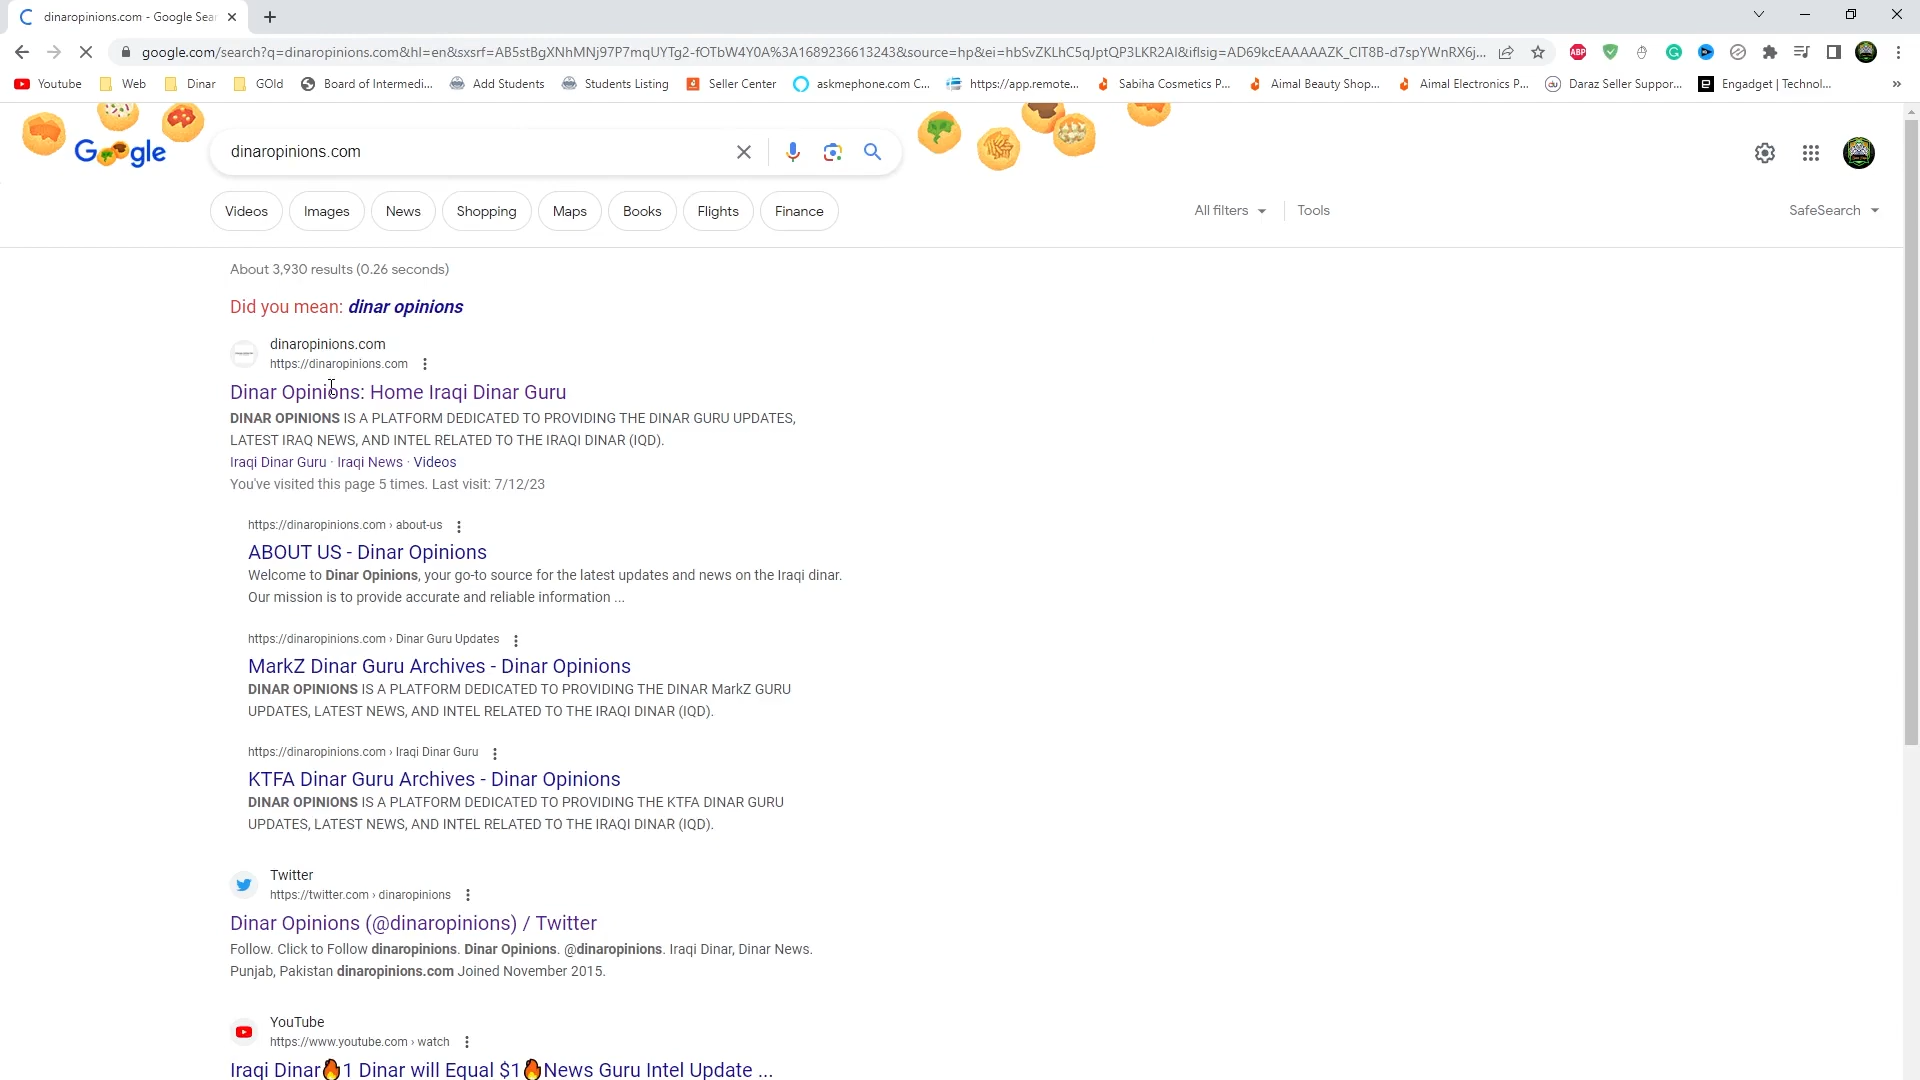 dinaropinions.com - Google Sear
google.com/search?q=dinaropinions.com&hl=en&sxsrf=AB5stBgXNhMNj97P7mqUYTg2-fOTbW4Y0A%3A1689236613243&source=hp&ei=hbSvZKLhC5qJptQP3LKR2AI&iflsig=AD69kcEAAAAAZK_CIT8B-d7spYWnRX6j...
Youtube Web Dinar GOld Board of Intermedi... Add Students Students Listing Seller Center askmephone.com C... https://app.remote... Sabiha Cosmetics P... Aimal Beauty Shop... Aimal Electronics P... Daraz Seller Suppor... Engadget | Technol... »
Google dinaropinions.com
Videos Images News Shopping Maps Books Flights Finance All filters Tools SafeSearch
About 3,930 results (0.26 seconds)
Did you mean: dinar opinions
dinaropinions.com
https://dinaropinions.com
Dinar Opinions: Home Iraqi Dinar Guru
DINAR OPINIONS IS A PLATFORM DEDICATED TO PROVIDING THE DINAR GURU UPDATES,
LATEST IRAQ NEWS, AND INTEL RELATED TO THE IRAQI DINAR (IQD).
Iraqi Dinar Guru · Iraqi News · Videos
You've visited this page 5 times. Last visit: 7/12/23
https://dinaropinions.com › about-us
ABOUT US - Dinar Opinions
Welcome to Dinar Opinions, your go-to source for the latest updates and news on the Iraqi dinar.
Our mission is to provide accurate and reliable information ...
https://dinaropinions.com › Dinar Guru Updates
MarkZ Dinar Guru Archives - Dinar Opinions
DINAR OPINIONS IS A PLATFORM DEDICATED TO PROVIDING THE DINAR MarkZ GURU
UPDATES, LATEST NEWS, AND INTEL RELATED TO THE IRAQI DINAR (IQD).
https://dinaropinions.com › Iraqi Dinar Guru
KTFA Dinar Guru Archives - Dinar Opinions
DINAR OPINIONS IS A PLATFORM DEDICATED TO PROVIDING THE KTFA DINAR GURU
UPDATES, LATEST NEWS, AND INTEL RELATED TO THE IRAQI DINAR (IQD).
Twitter
https://twitter.com › dinaropinions
Dinar Opinions (@dinaropinions) / Twitter
Follow. Click to Follow dinaropinions. Dinar Opinions. @dinaropinions. Iraqi Dinar, Dinar News.
Punjab, Pakistan dinaropinions.com Joined November 2015.
YouTube
https://www.youtube.com › watch
Iraqi Dinar🔥1 Dinar will Equal $1🔥News Guru Intel Update ...